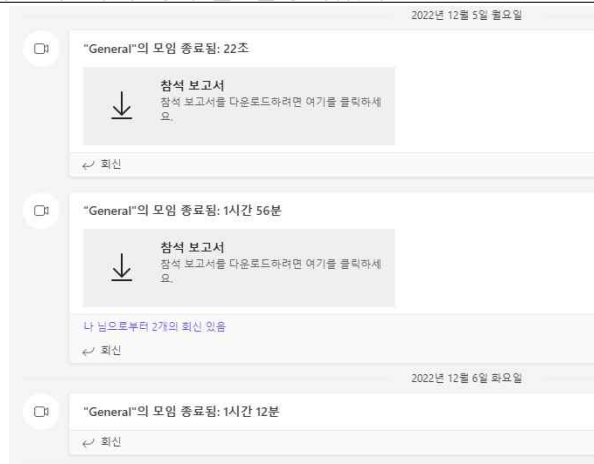 2022년 12월 5일 월요일
"General"의 모임 종료됨: 22초
참석 보고서
참석 보고서를 다운로드하려면 여기를 클릭하세
요.
회신
"General"의 모임 종료됨: 1시간 56분
참석 보고서
참석 보고서를 다운로드하려면 여기를 클릭하세
요.
나 님으로부터 2개의 회신 있음
회신
2022년 12월 6일 화요일
"General"의 모임 종료됨: 1시간 12분
회신